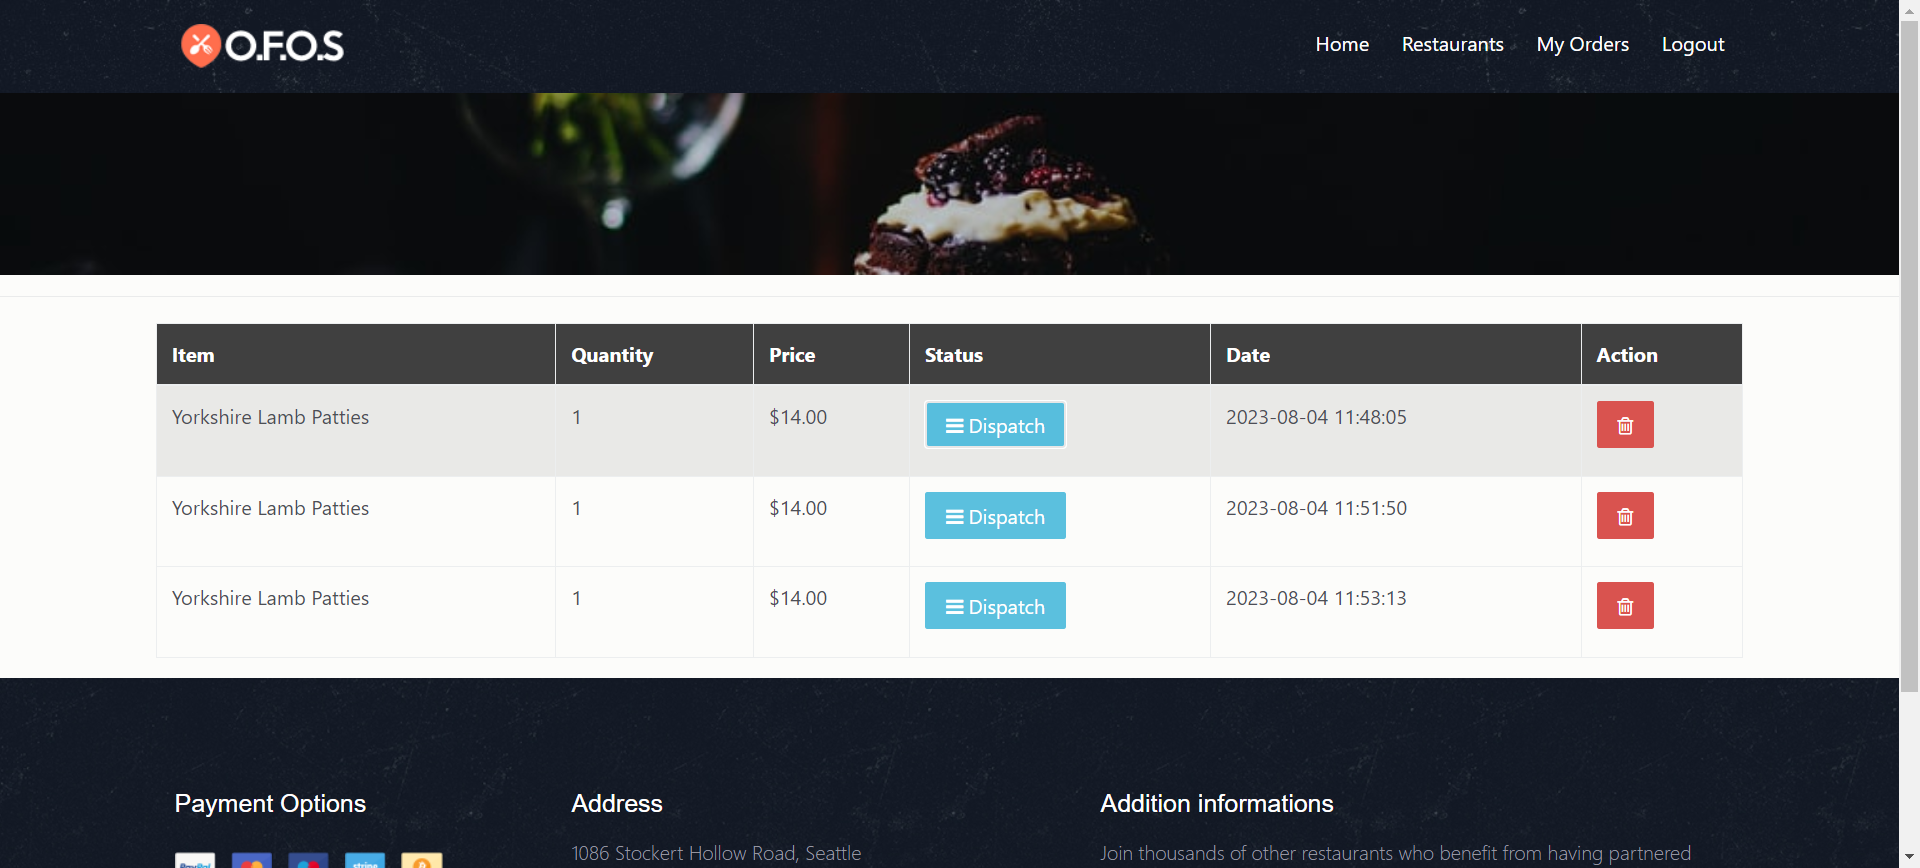 O.F.O.S
Home Restaurants My Orders Logout
Item Quantity Price Status Date Action
Yorkshire Lamb Patties 1 $14.00 Dispatch 2023-08-04 11:48:05
Yorkshire Lamb Patties 1 $14.00 Dispatch 2023-08-04 11:51:50
Yorkshire Lamb Patties 1 $14.00 Dispatch 2023-08-04 11:53:13
Payment Options Address Addition informations
PayPal stripe 1086 Stockert Hollow Road, Seattle Join thousands of other restaurants who benefit from having partnered